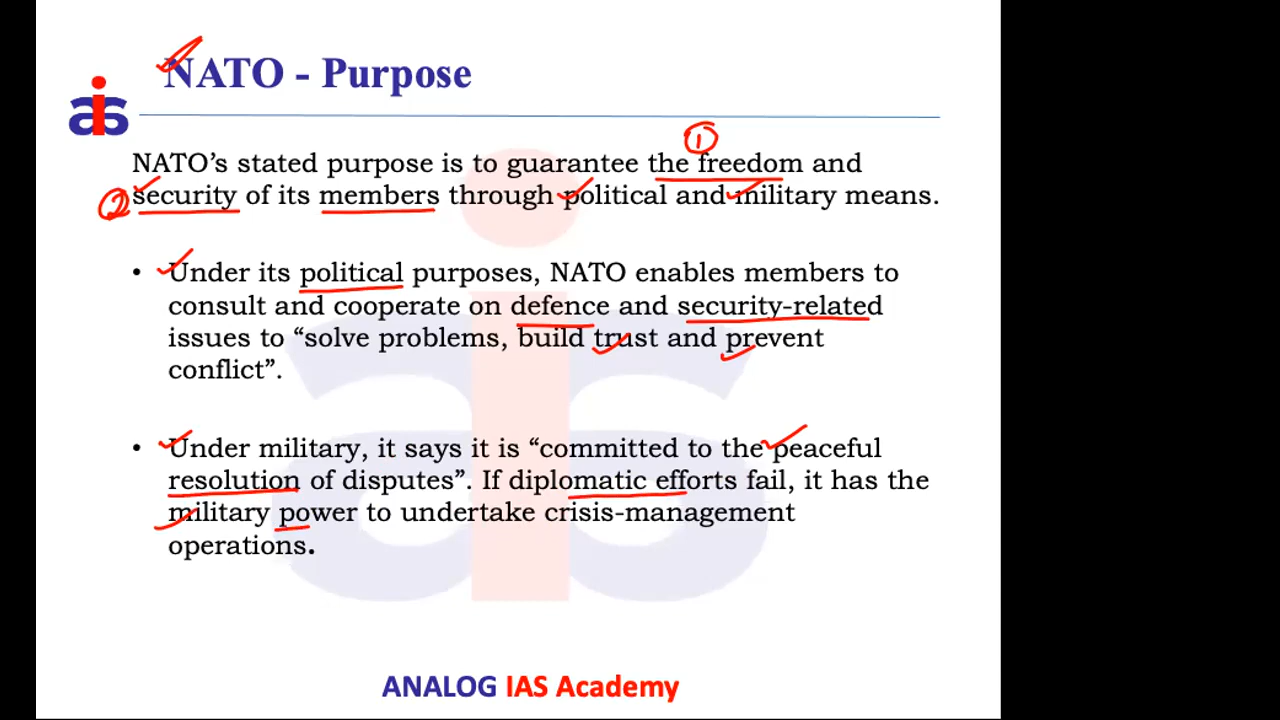 NATO - Purpose
ais
①
NATO’s stated purpose is to guarantee the freedom and
② security of its members through political and military means.
• Under its political purposes, NATO enables members to
consult and cooperate on defence and security-related
issues to “solve problems, build trust and prevent
conflict”.
• Under military, it says it is “committed to the peaceful
resolution of disputes”. If diplomatic efforts fail, it has the
military power to undertake crisis-management
operations.
ANALOG IAS Academy